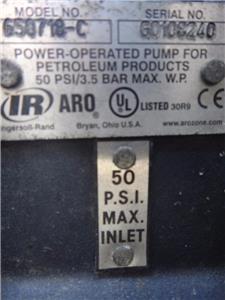 MODEL NO.
SERIAL NO.
650718-C
POWER-OPERATED PUMP FOR
PETROLEUM PRODUCTS
50 PSI/3.5 BAR MAX. W.P.
IR ARO UL LISTED 30R9
Ingersoll-Rand Bryan, Ohio U.S.A. www.arozone.com
50
P.S.I.
MAX.
INLET